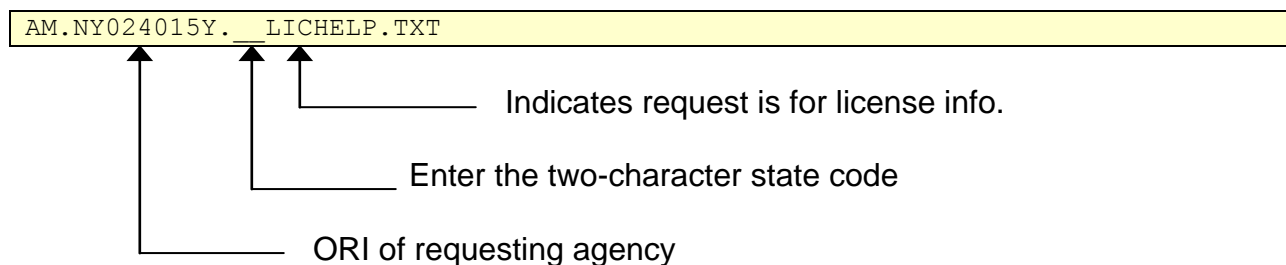 AM.NY024015Y.__LICHELP.TXT
Indicates request is for license info.
Enter the two-character state code
ORI of requesting agency